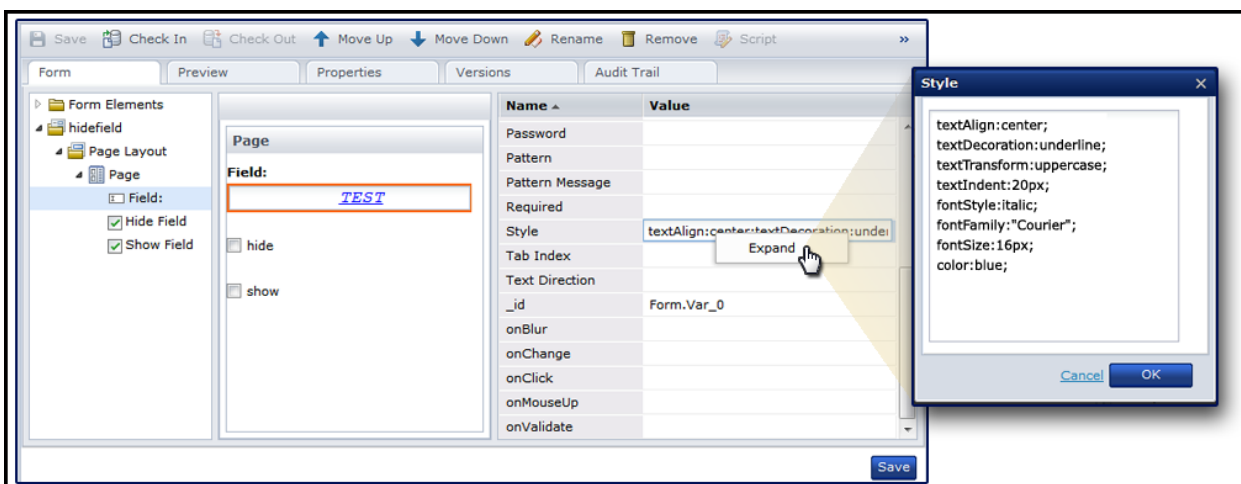 Save Check In Check Out Move Up Move Down Rename Remove Script »
Form Preview Properties Versions Audit Trail
Form Elements
hidefield
Page Layout
Page
Field:
Hide Field
Show Field
Page
Field:
TEST
hide
show
Name Value
Password
Pattern
Pattern Message
Required
Style textAlign:center;textDecoration:under
Expand
Tab Index
Text Direction
_id Form.Var_0
onBlur
onChange
onClick
onMouseUp
onValidate
Save
Style
textAlign:center;
textDecoration:underline;
textTransform:uppercase;
textIndent:20px;
fontStyle:italic;
fontFamily:"Courier";
fontSize:16px;
color:blue;
Cancel OK